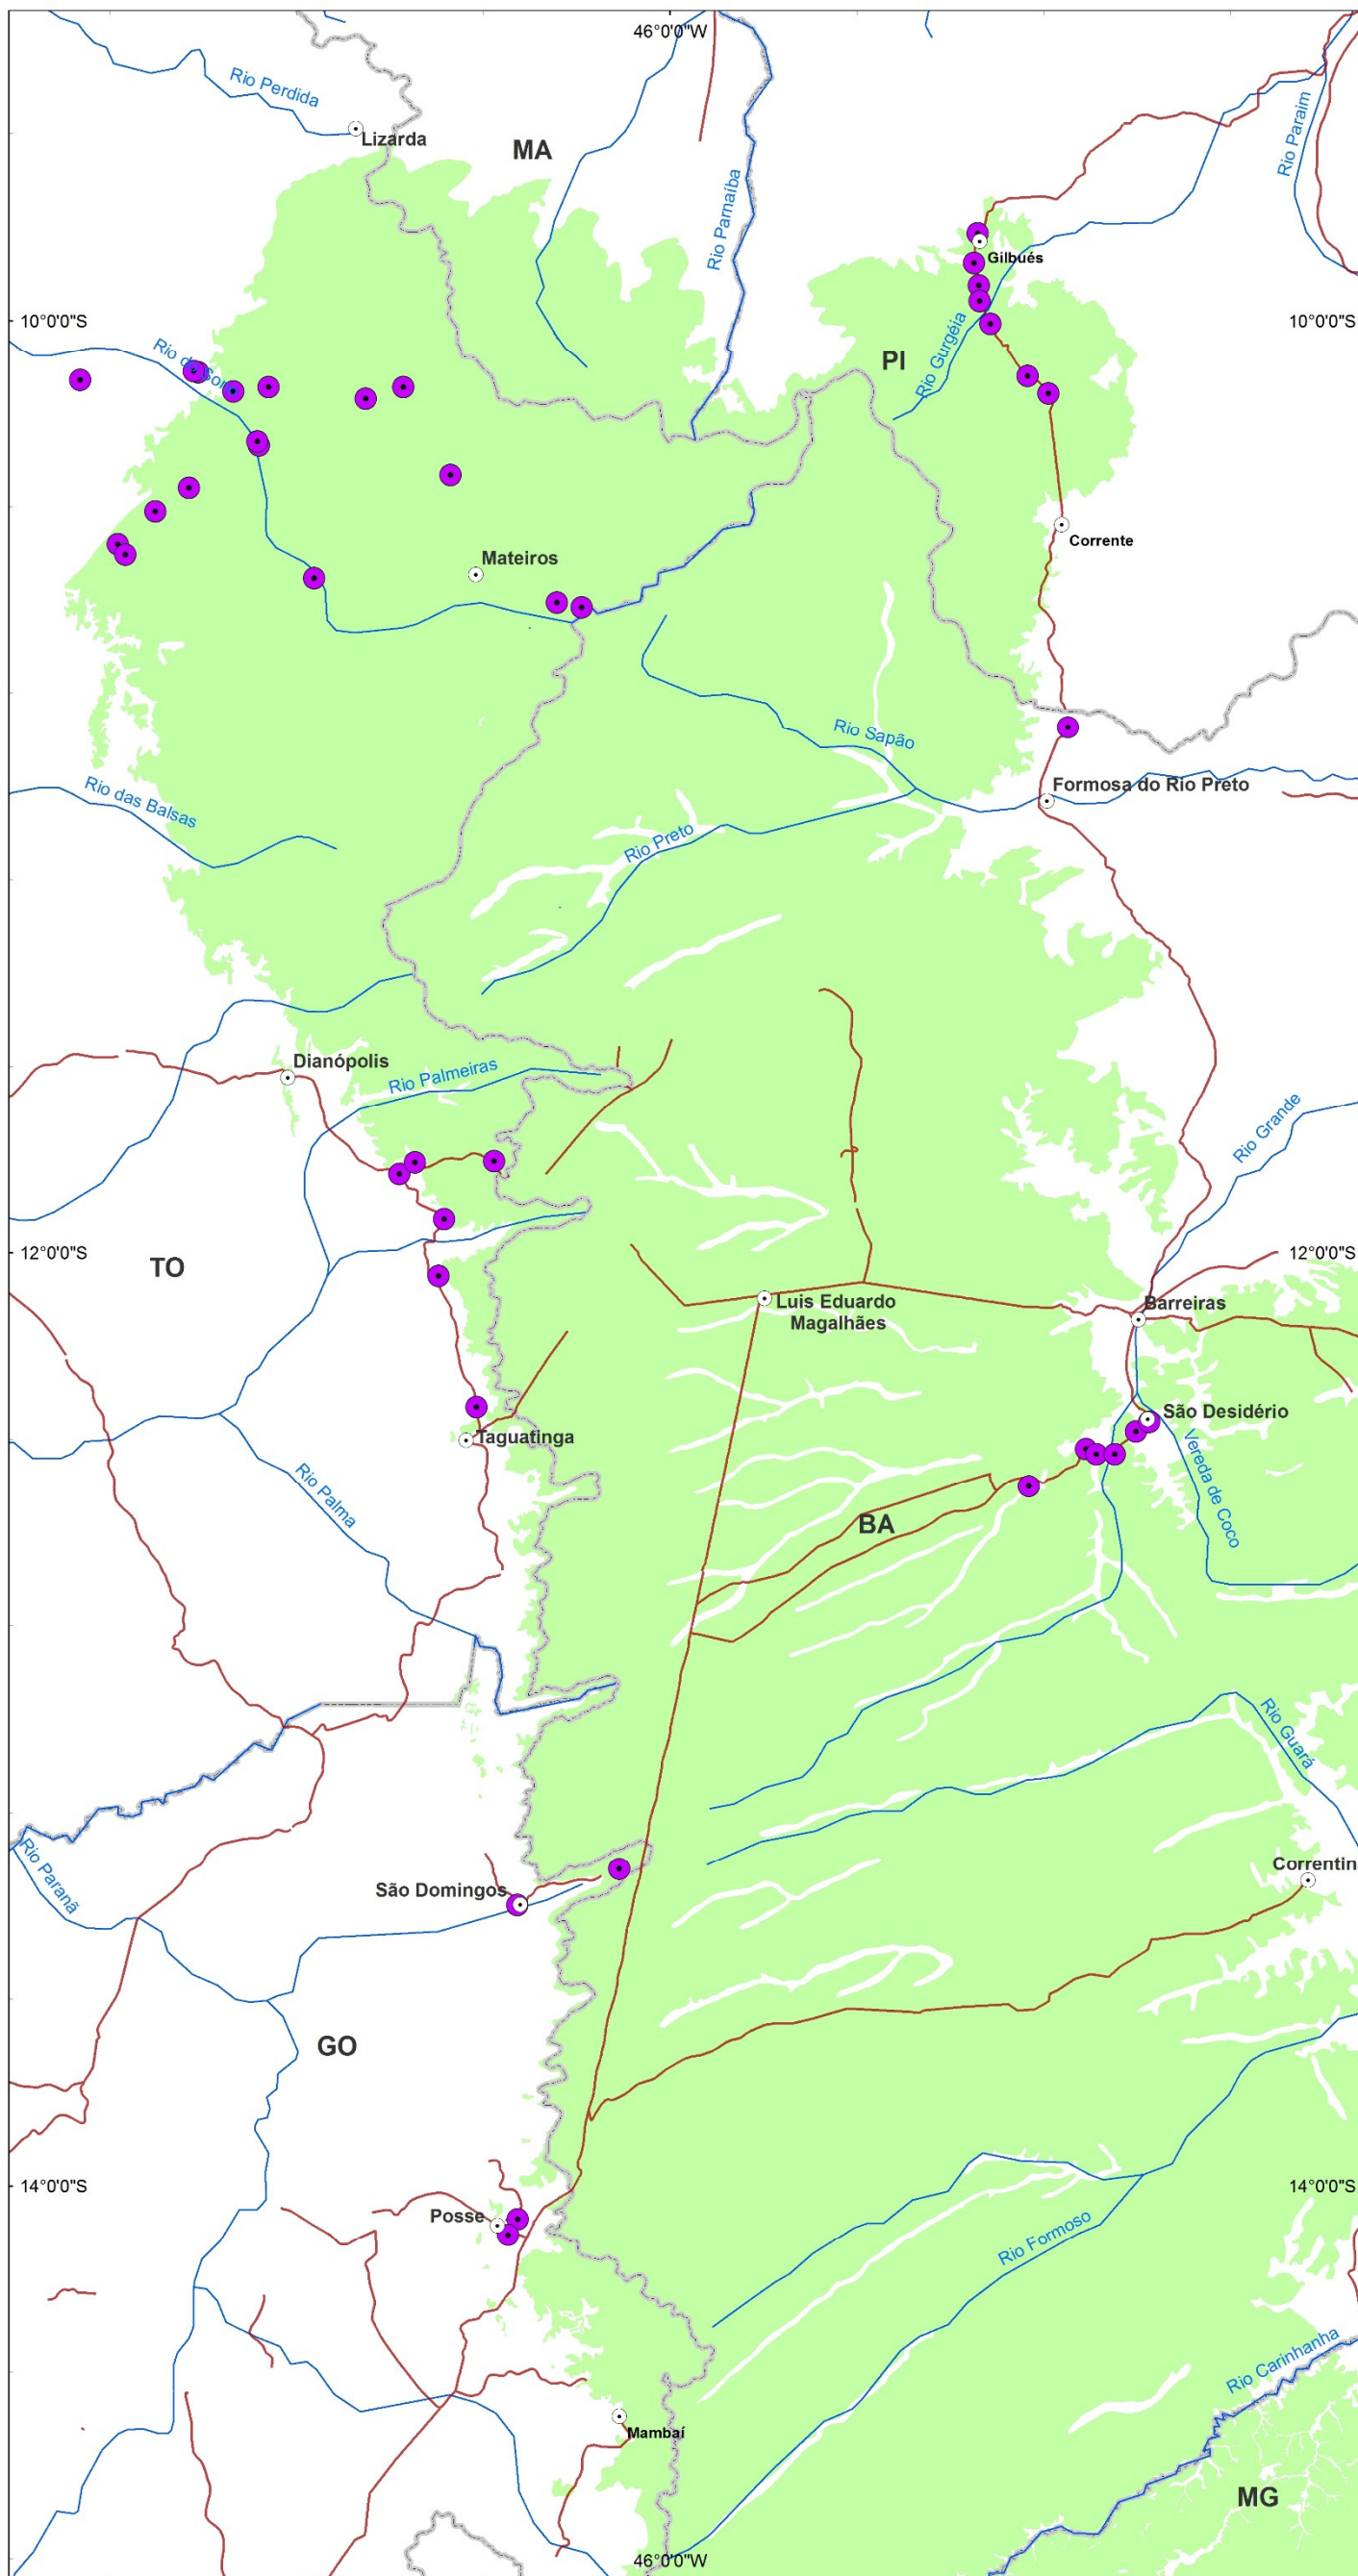 46°0'0"W
Rio Perdida
Lizarda
MA
Rio Paraim
Rio Parnaíba
Gilbués
10°0'0"S
10°0'0"S
Rio do Sono
Rio Gurgéia
PI
Corrente
Mateiros
Rio Sapão
Formosa do Rio Preto
Rio das Balsas
Rio Preto
Dianópolis
Rio Palmeiras
Rio Grande
12°0'0"S
12°0'0"S
TO
Luis Eduardo
Magalhães
Barreiras
São Desidério
Taguatinga
Vereda de Coco
Rio Palma
BA
Rio Guará
Rio Paranã
Correntin
São Domingos
GO
14°0'0"S
14°0'0"S
Posse
Rio Formoso
Rio Carinhanha
Mambaí
MG
46°0'0"W